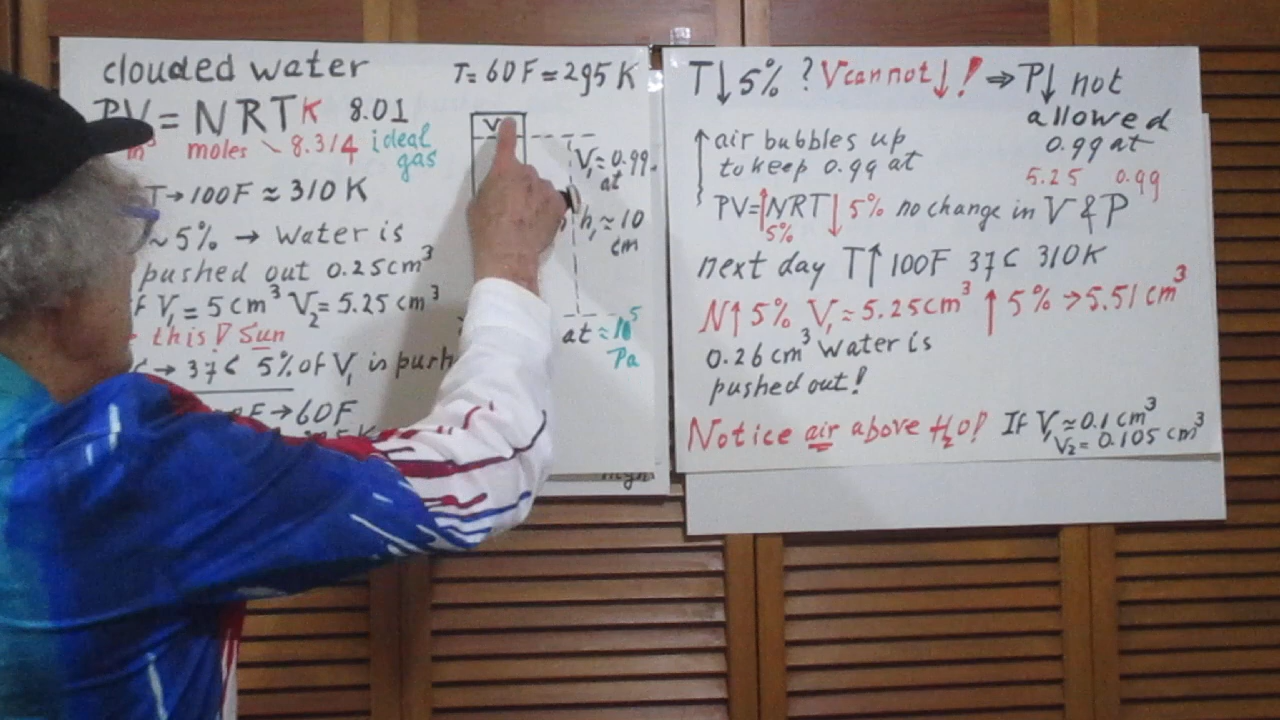 clouded water
T= 60F = 295 K
PV = NRT K 8.01
m³ moles 8.314 ideal
gas
V
V₁ = 0.99
at
T → 100F ≈ 310 K
~5% → water is
h₁ ≈ 10
cm
pushed out 0.25cm³
V₁ = 5 cm³ V₂ = 5.25 cm³
this ∇ Sun
at ≈ 10⁵
Pa
C → 37C 5% of V₁ is push
F → 60F
T↓ 5% ? V cannot ↓ ! ⇒ P↓ not
allowed
0.99 at
↑ air bubbles up
to keep 0.99 at
5.25 0.99
PV = ↑NRT↓ 5% no change in V & P
5%
next day T↑ 100F 37C 310K
N↑ 5% V₁ ≈ 5.25cm³ ↑ 5% → 5.51 cm³
0.26 cm³ water is
pushed out!
Notice air above H₂O! If V₁ ≈ 0.1 cm³
V₂ = 0.105 cm³